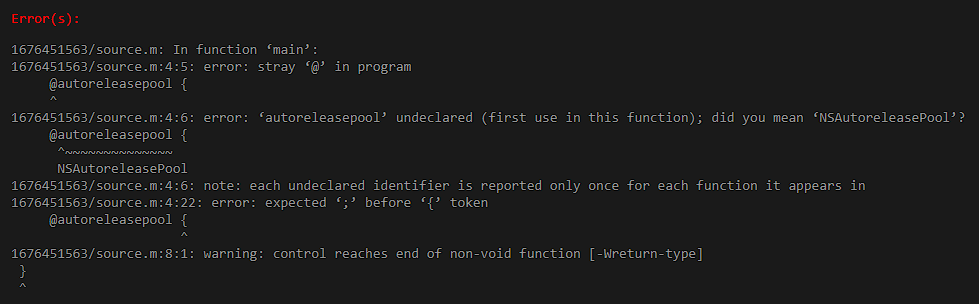 Error(s):
1676451563/source.m: In function ‘main’:
1676451563/source.m:4:5: error: stray ‘@’ in program
     @autoreleasepool {
     ^
1676451563/source.m:4:6: error: ‘autoreleasepool’ undeclared (first use in this function); did you mean ‘NSAutoreleasePool’?
     @autoreleasepool {
      ^~~~~~~~~~~~~~~
      NSAutoreleasePool
1676451563/source.m:4:6: note: each undeclared identifier is reported only once for each function it appears in
1676451563/source.m:4:22: error: expected ‘;’ before ‘{’ token
     @autoreleasepool {
                      ^
1676451563/source.m:8:1: warning: control reaches end of non-void function [-Wreturn-type]
 }
 ^